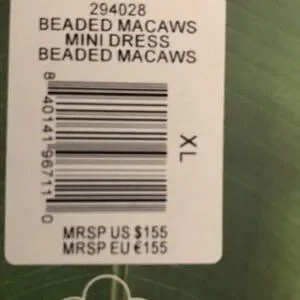 294028
BEADED MACAWS
MINI DRESS
BEADED MACAWS
8 40141 96711 0
XL
MRSP US $155
MRSP EU €155